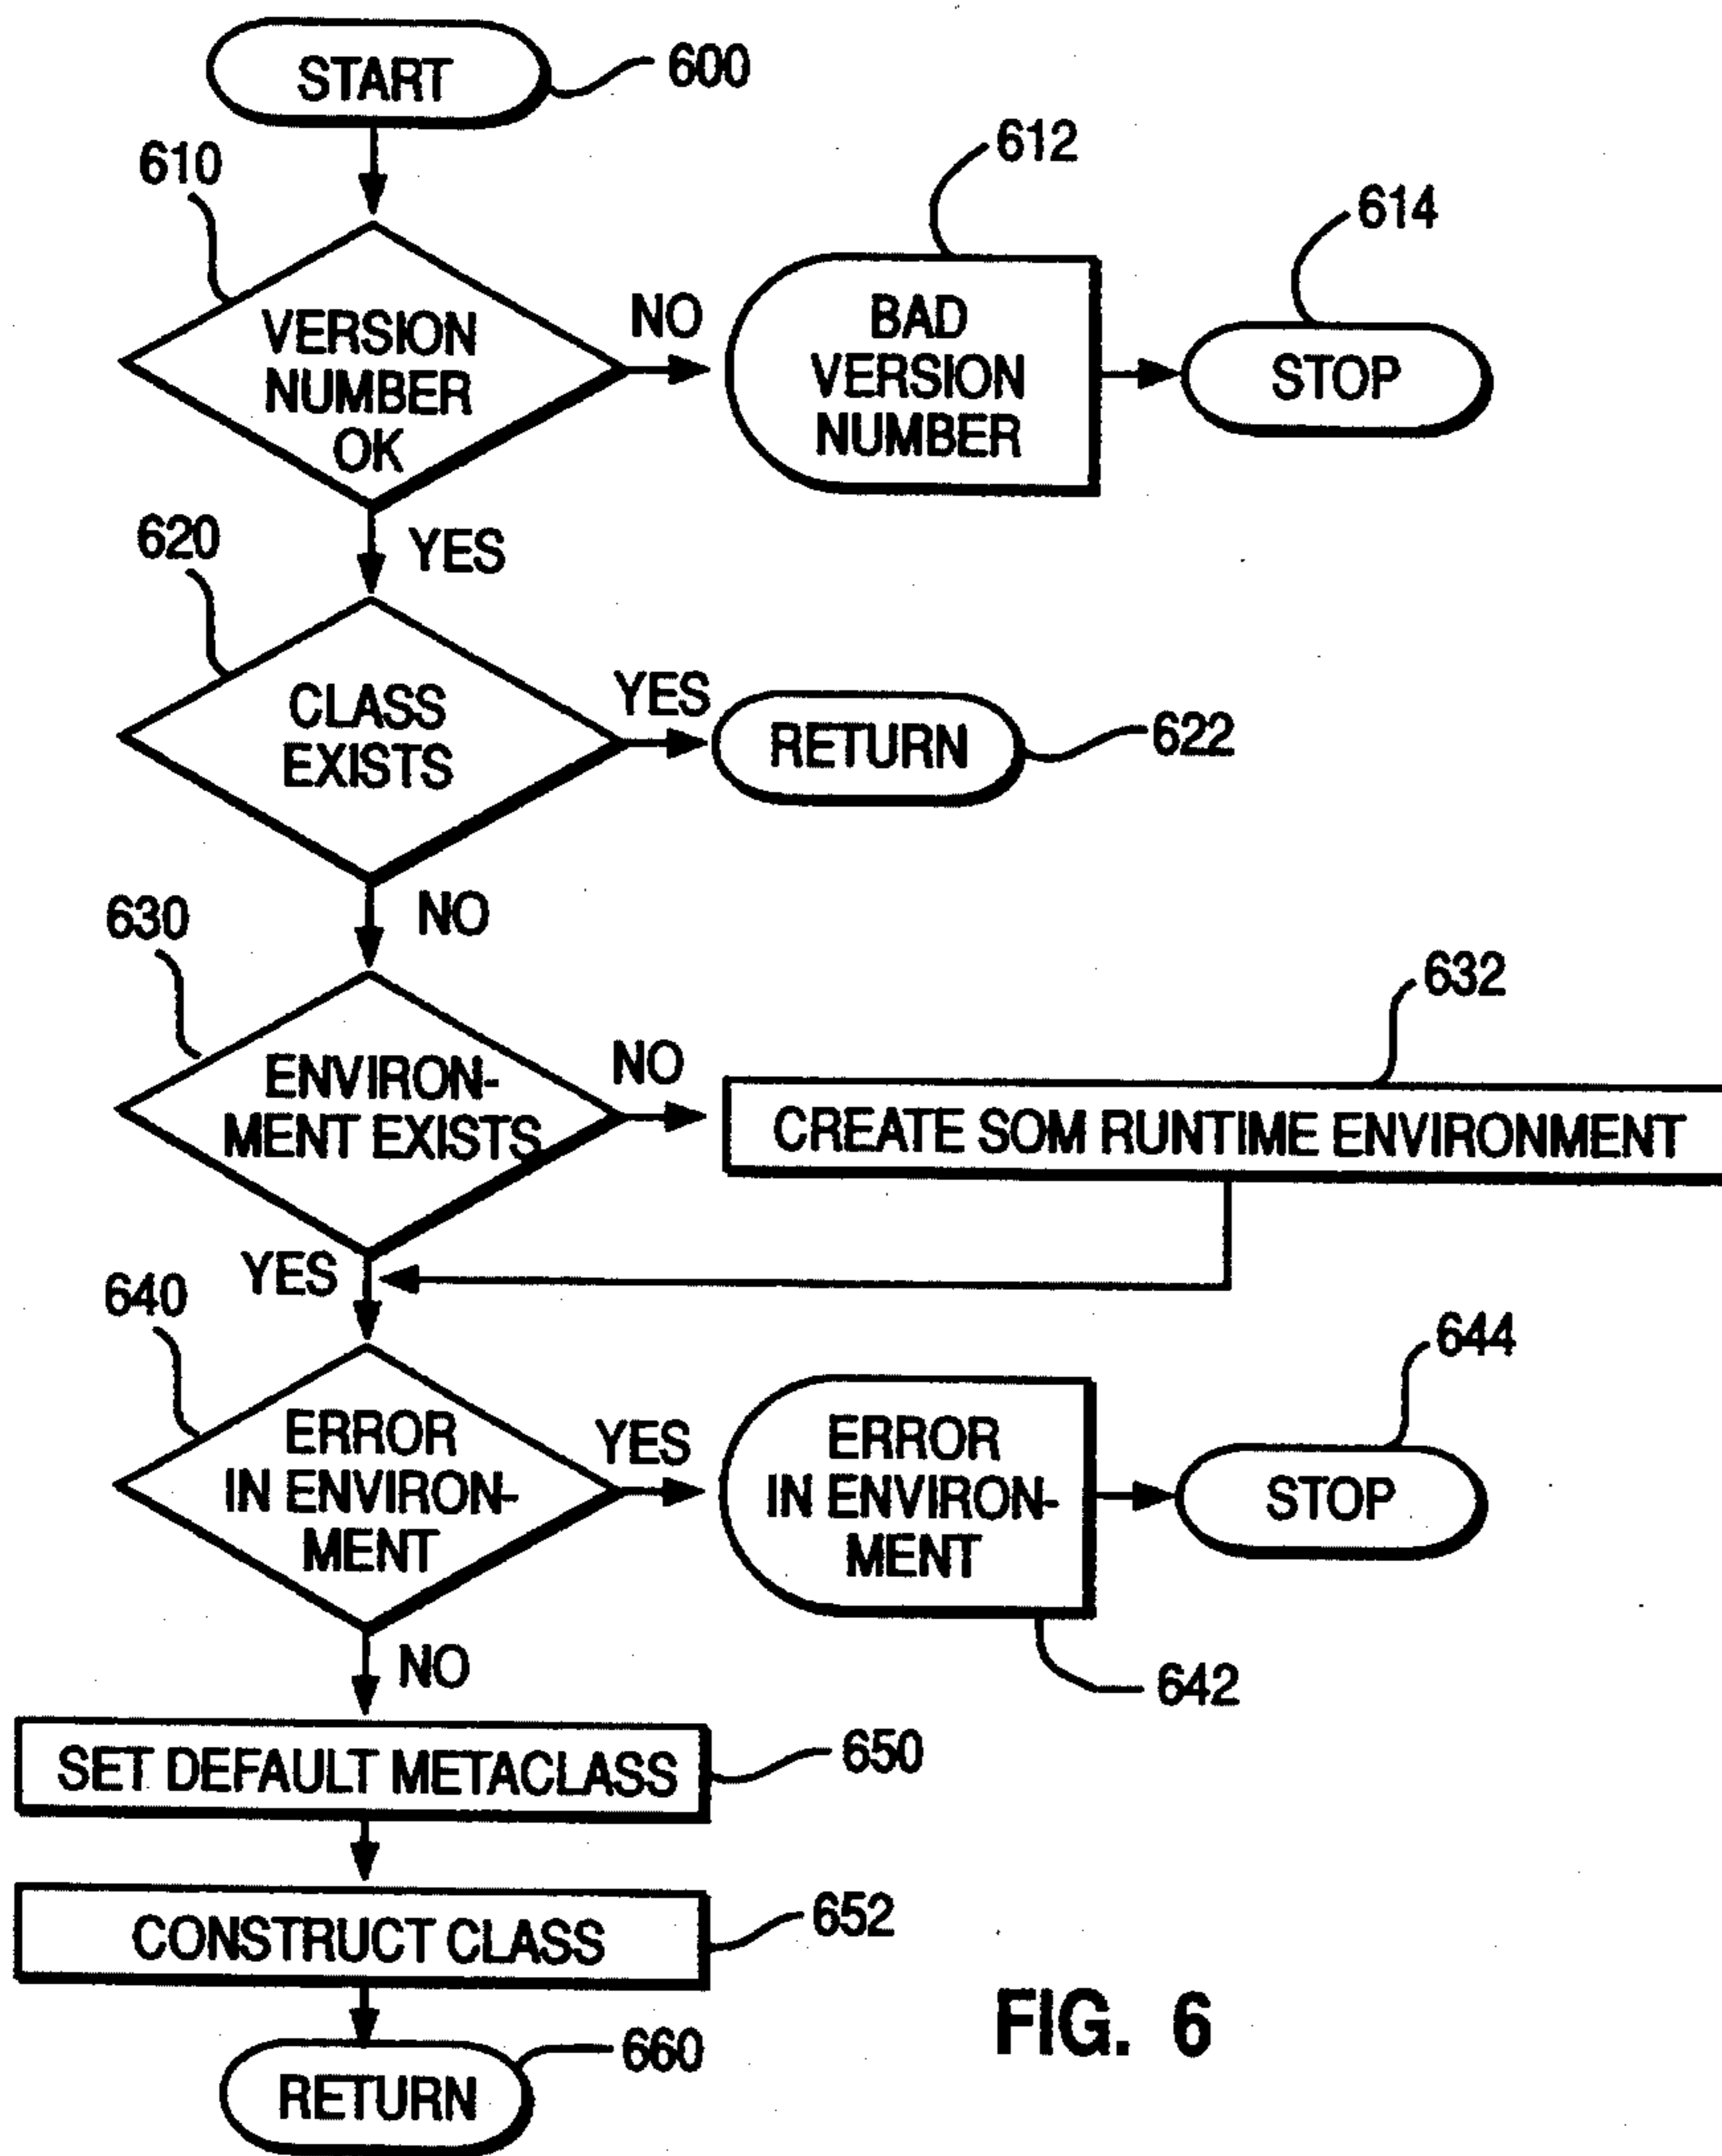 START
600
610
612
614
VERSION
NUMBER
OK
NO
BAD
VERSION
NUMBER
STOP
YES
620
CLASS
EXISTS
YES
RETURN
622
NO
630
632
ENVIRON-
MENT EXISTS
NO
CREATE SOM RUNTIME ENVIRONMENT
YES
640
644
ERROR
IN ENVIRON-
MENT
YES
ERROR
IN ENVIRON-
MENT
STOP
642
NO
SET DEFAULT METACLASS
650
CONSTRUCT CLASS
652
RETURN
660
FIG. 6